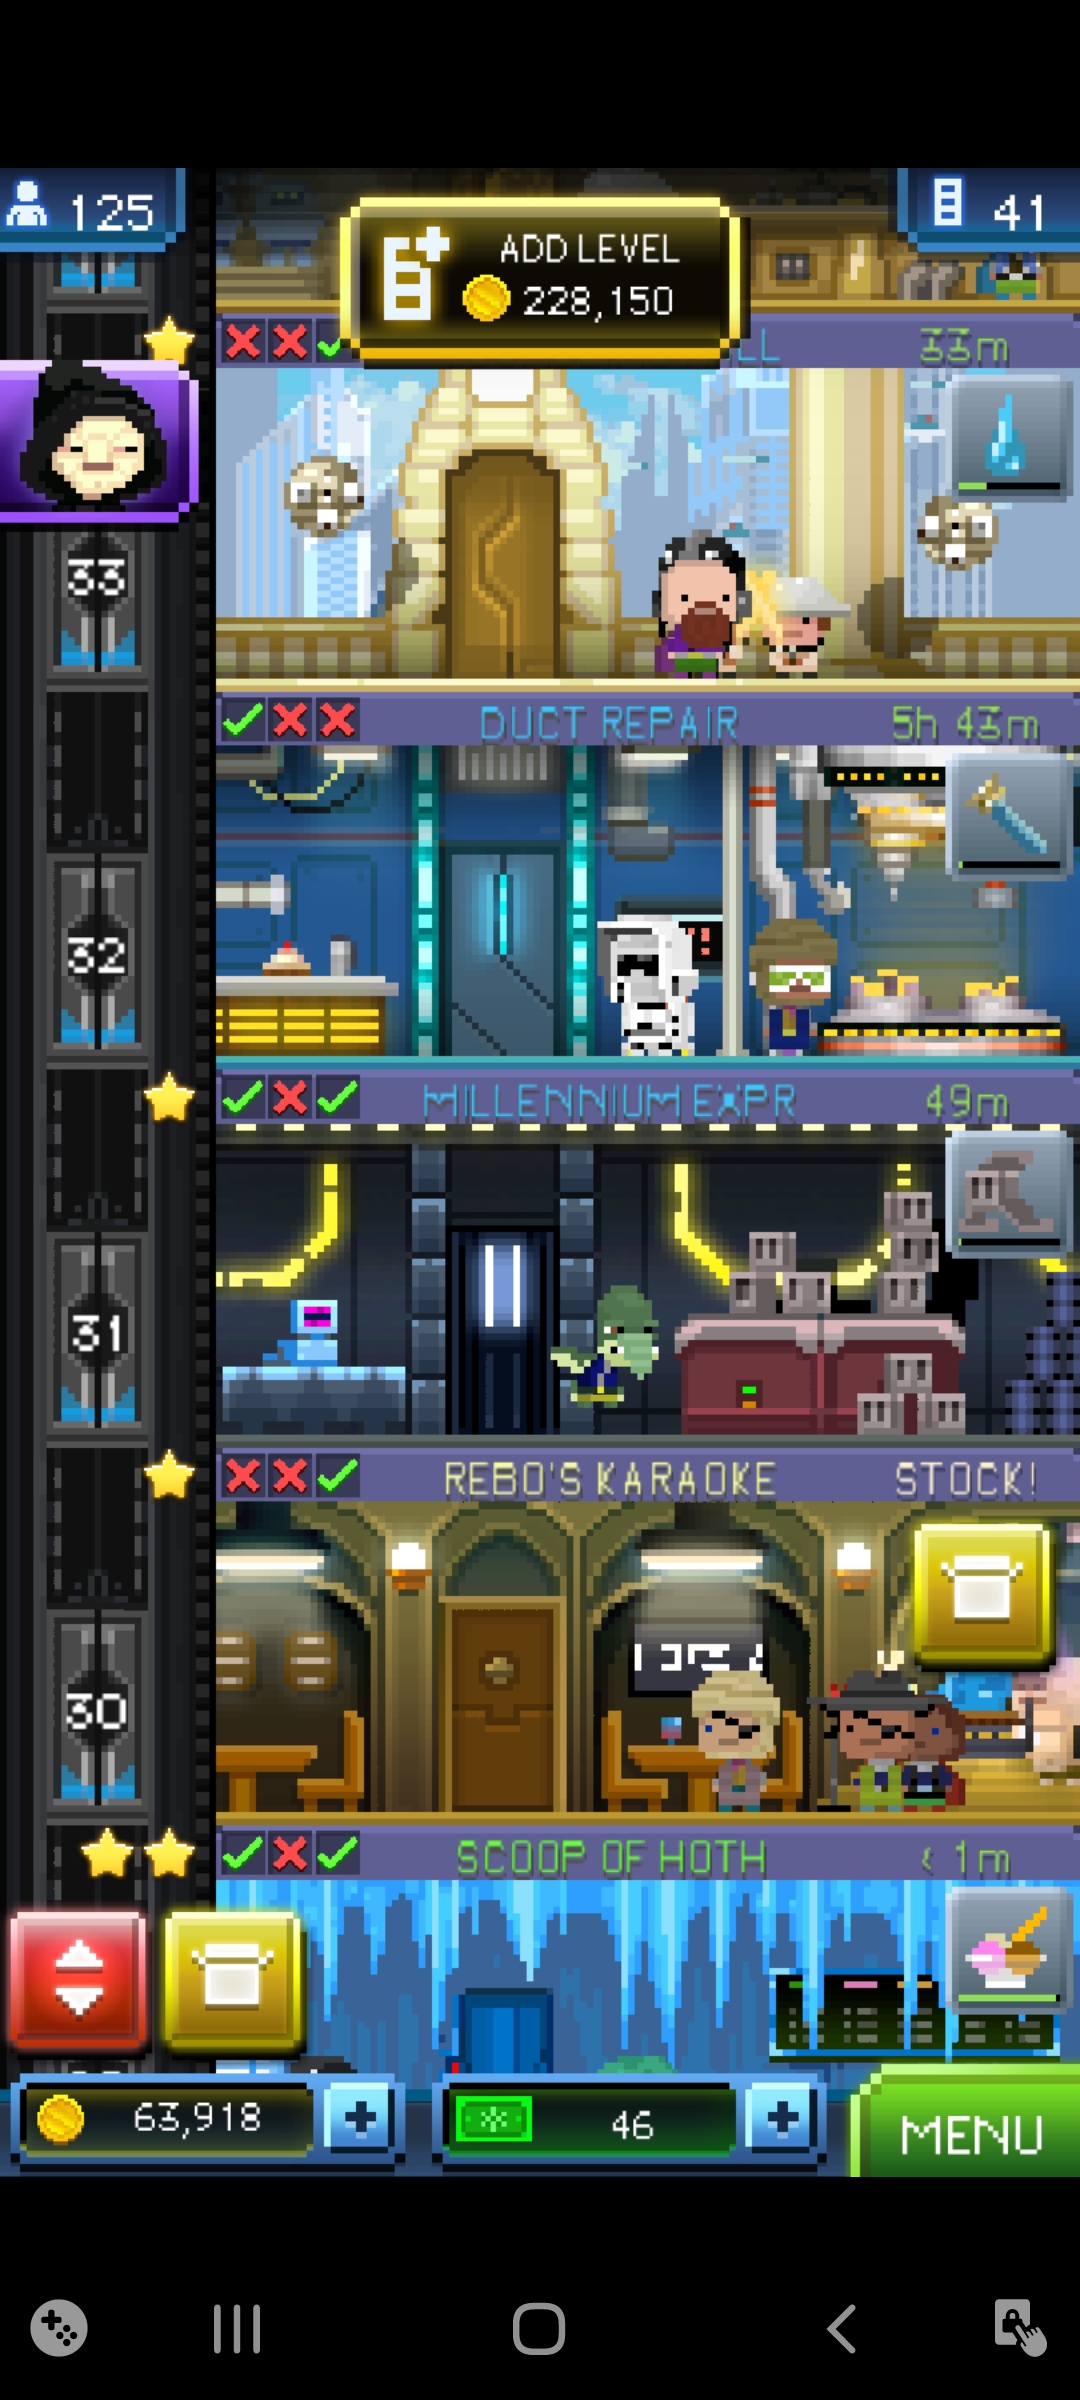 125
41
ADD LEVEL
228,150
LL
33m
33
DUCT REPAIR
5h 43m
32
MILLENNIUM EXPR
49m
31
REBO'S KARAOKE
STOCK!
30
SCOOP OF HOTH
< 1m
63,918
46
MENU